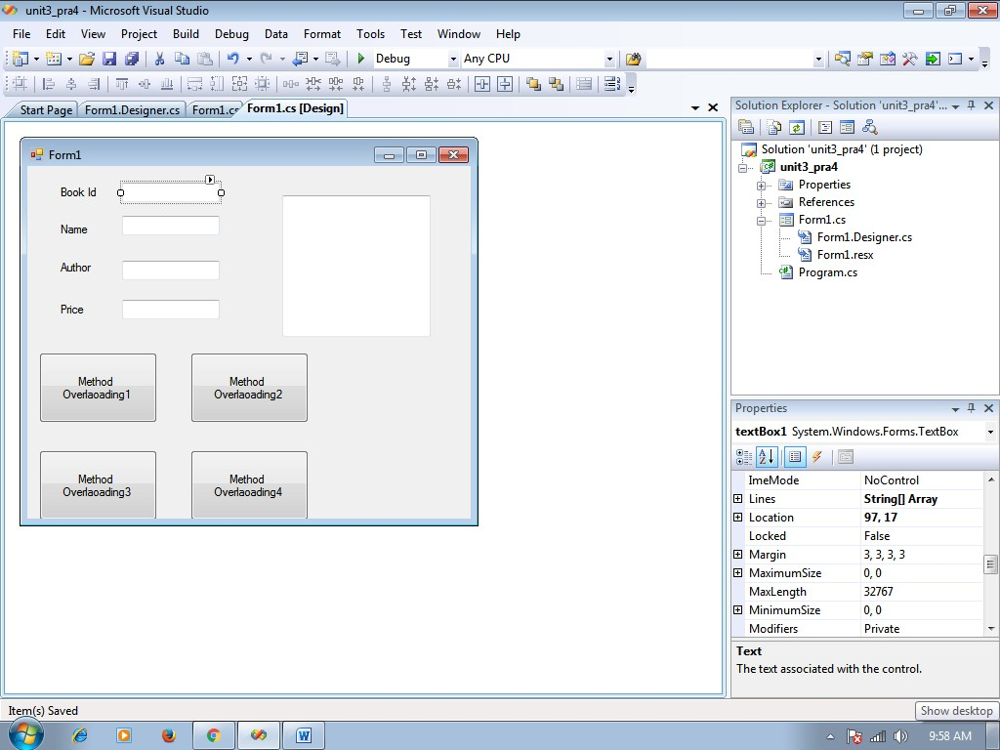 unit3_pra4 - Microsoft Visual Studio
File Edit View Project Build Debug Data Format Tools Test Window Help
Debug Any CPU
Start Page Form1.Designer.cs Form1.cs Form1.cs [Design]
Form1
Book Id
Name
Author
Price
Method
Overlaoading1
Method
Overlaoading2
Method
Overlaoading3
Method
Overlaoading4
Solution Explorer - Solution 'unit3_pra4'...
Solution 'unit3_pra4' (1 project)
unit3_pra4
Properties
References
Form1.cs
Form1.Designer.cs
Form1.resx
Program.cs
Properties
textBox1 System.Windows.Forms.TextBox
ImeMode NoControl
Lines String[] Array
Location 97, 17
Locked False
Margin 3, 3, 3, 3
MaximumSize 0, 0
MaxLength 32767
MinimumSize 0, 0
Modifiers Private
Text
The text associated with the control.
Item(s) Saved
Show desktop
9:58 AM